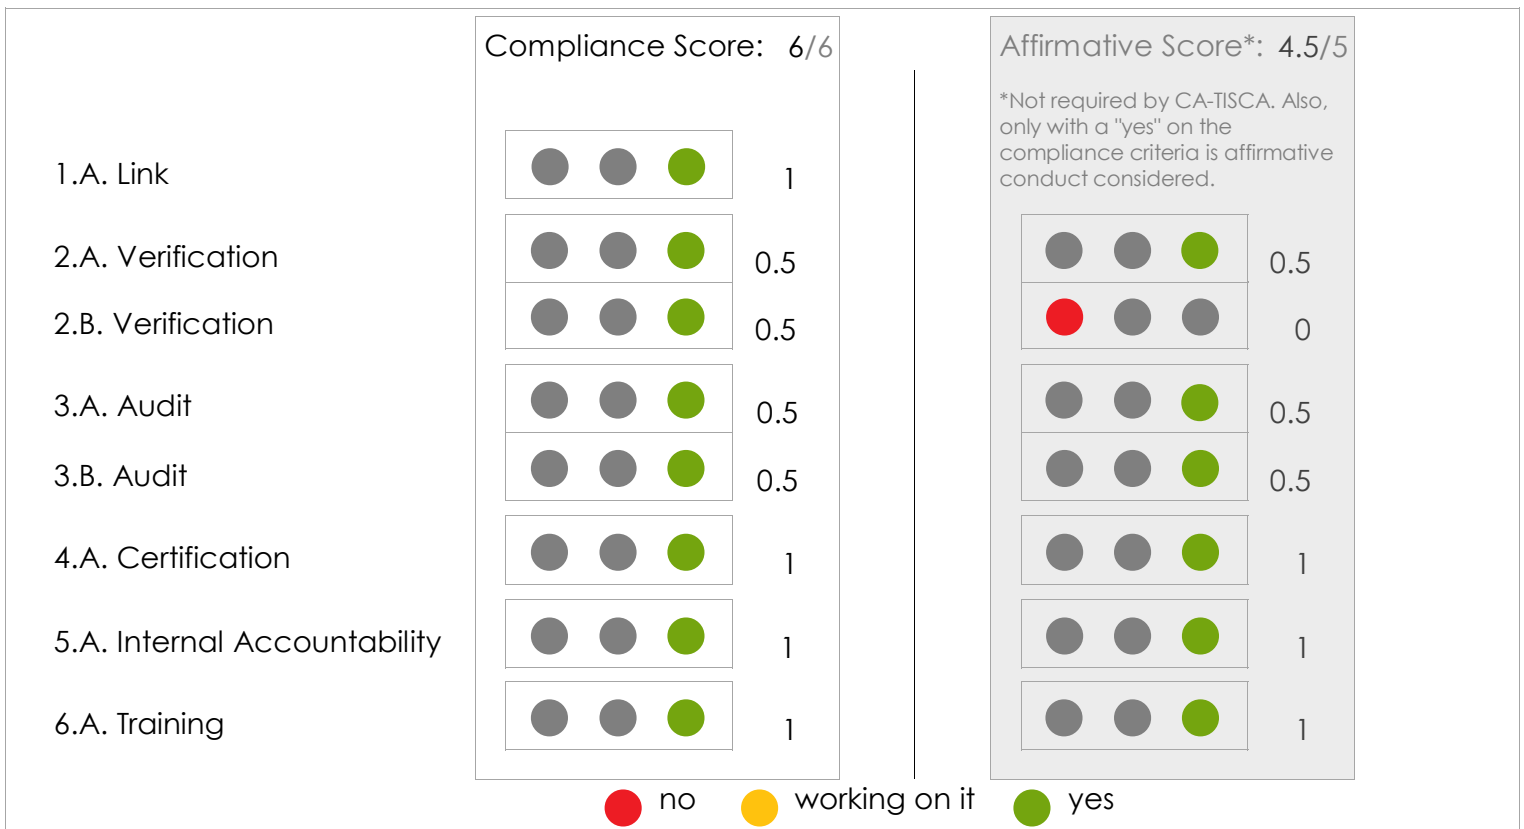 Compliance Score: 6/6
Affirmative Score*: 4.5/5
*Not required by CA-TISCA. Also,
only with a "yes" on the
compliance criteria is affirmative
conduct considered.
1.A. Link 1
2.A. Verification 0.5 0.5
2.B. Verification 0.5 0
3.A. Audit 0.5 0.5
3.B. Audit 0.5 0.5
4.A. Certification 1 1
5.A. Internal Accountability 1 1
6.A. Training 1 1
no working on it yes